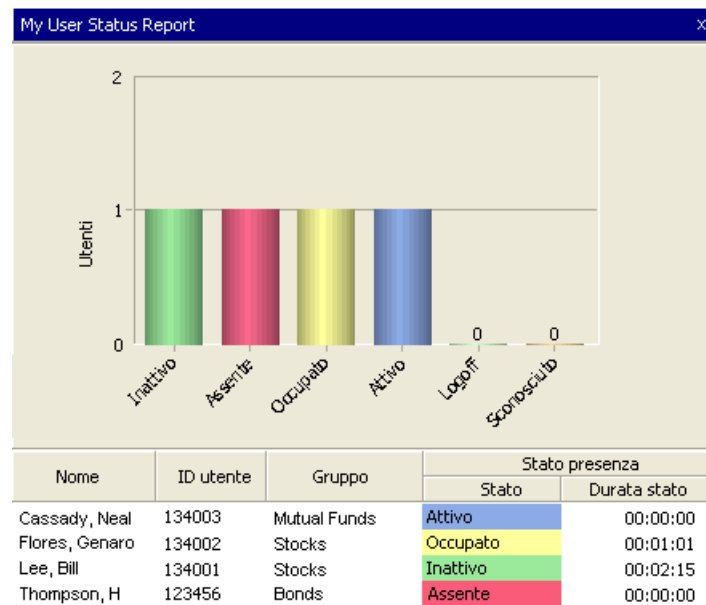 My User Status Report x
2
1
0
Utenti
0 0
Inattivo Assente Occupato Attivo Logoff Sconosciuto
Nome ID utente Gruppo Stato presenza
Stato Durata stato
Cassady, Neal 134003 Mutual Funds Attivo 00:00:00
Flores, Genaro 134002 Stocks Occupato 00:01:01
Lee, Bill 134001 Stocks Inattivo 00:02:15
Thompson, H 123456 Bonds Assente 00:00:00